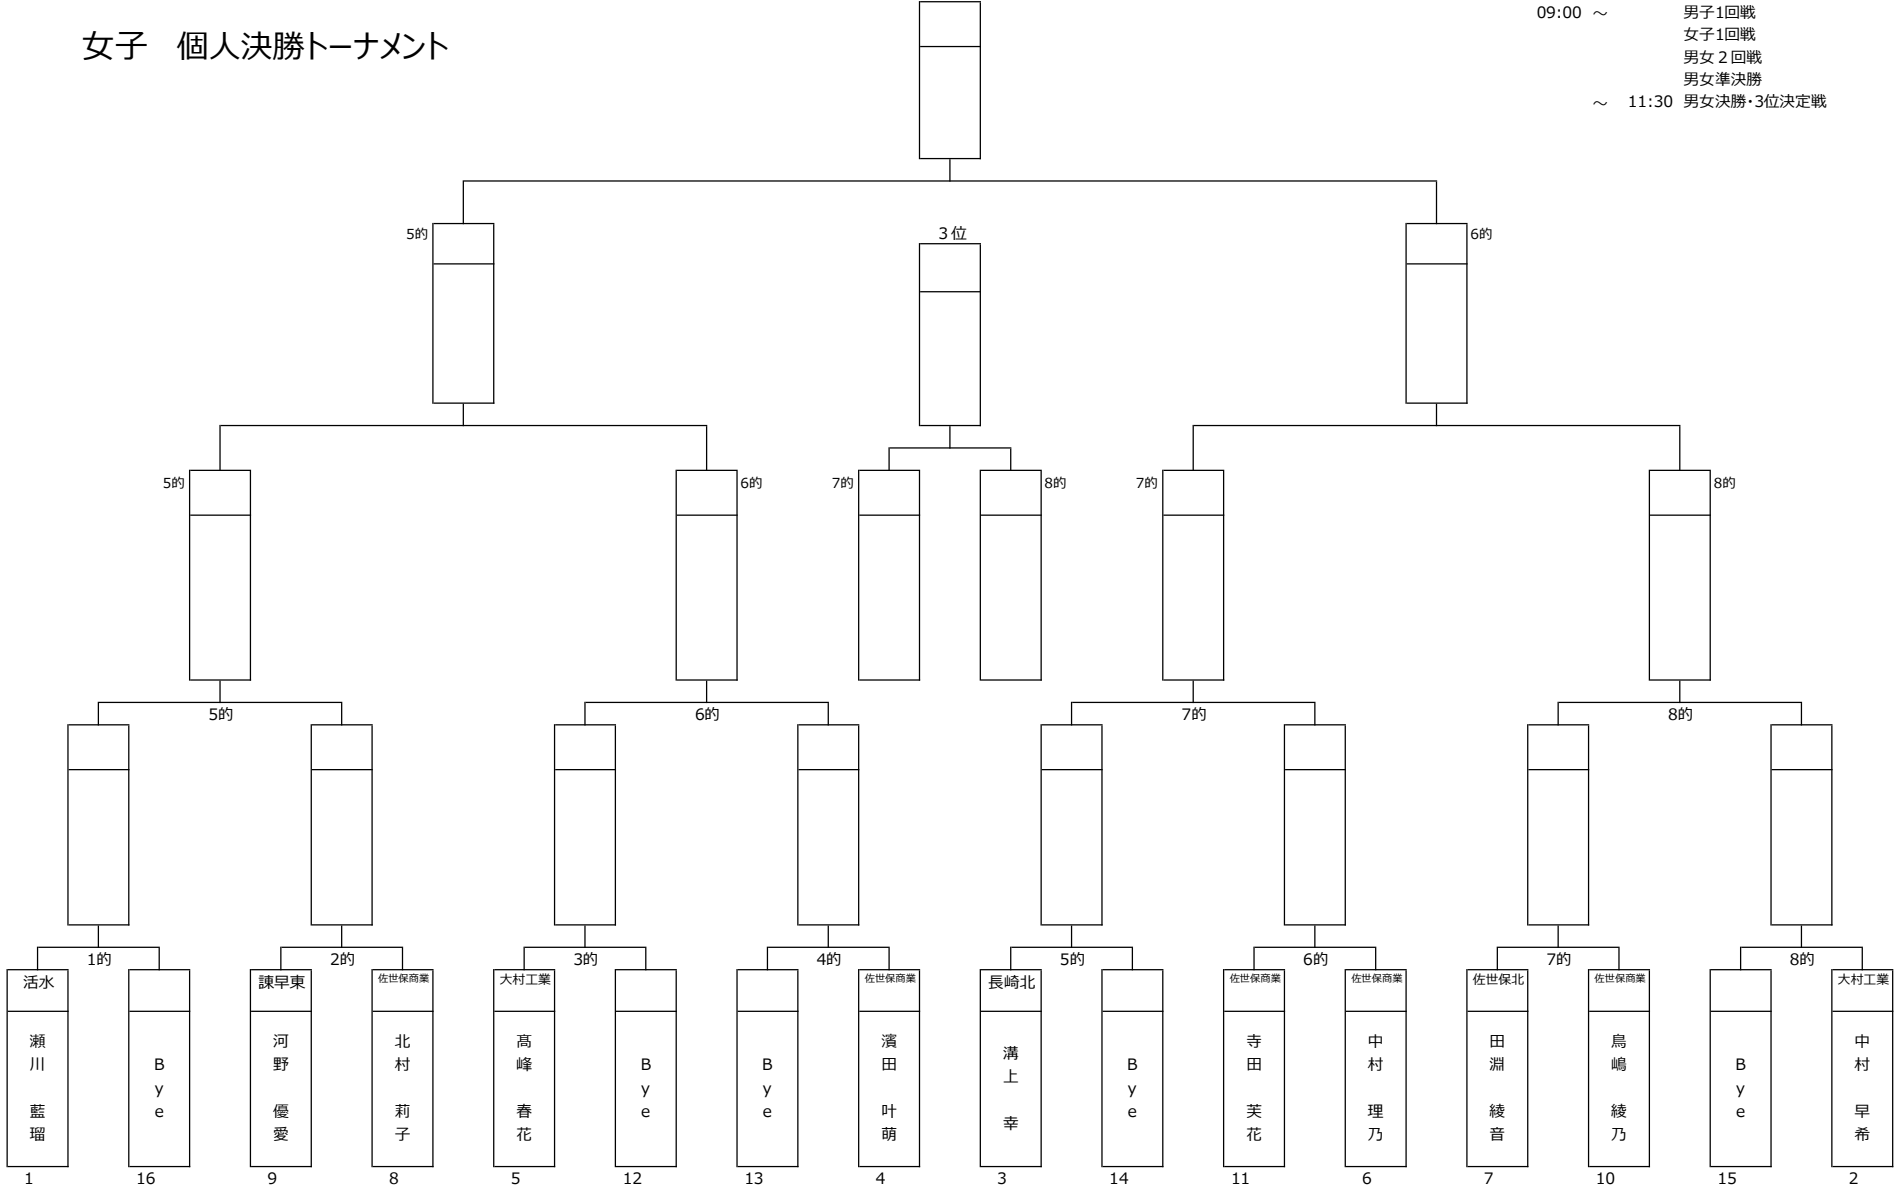 女子　個人決勝トーナメント
09:00 ～ 男子1回戦
女子1回戦
男女２回戦
男女準決勝
～ 11:30 男女決勝・3位決定戦
5的
３位
6的
5的
6的
7的
8的
7的
8的
5的
6的
7的
8的
1的
2的
3的
4的
5的
6的
7的
8的
活水
諫早東
佐世保商業
大村工業
佐世保商業
長崎北
佐世保商業
佐世保商業
佐世保北
佐世保商業
大村工業
瀬川　藍瑠
Bye
河野　優愛
北村　莉子
髙峰　春花
Bye
Bye
濱田　叶萌
溝上　幸
Bye
寺田　芙花
中村　理乃
田淵　綾音
鳥嶋　綾乃
Bye
中村　早希
1 16 9 8 5 12 13 4 3 14 11 6 7 10 15 2